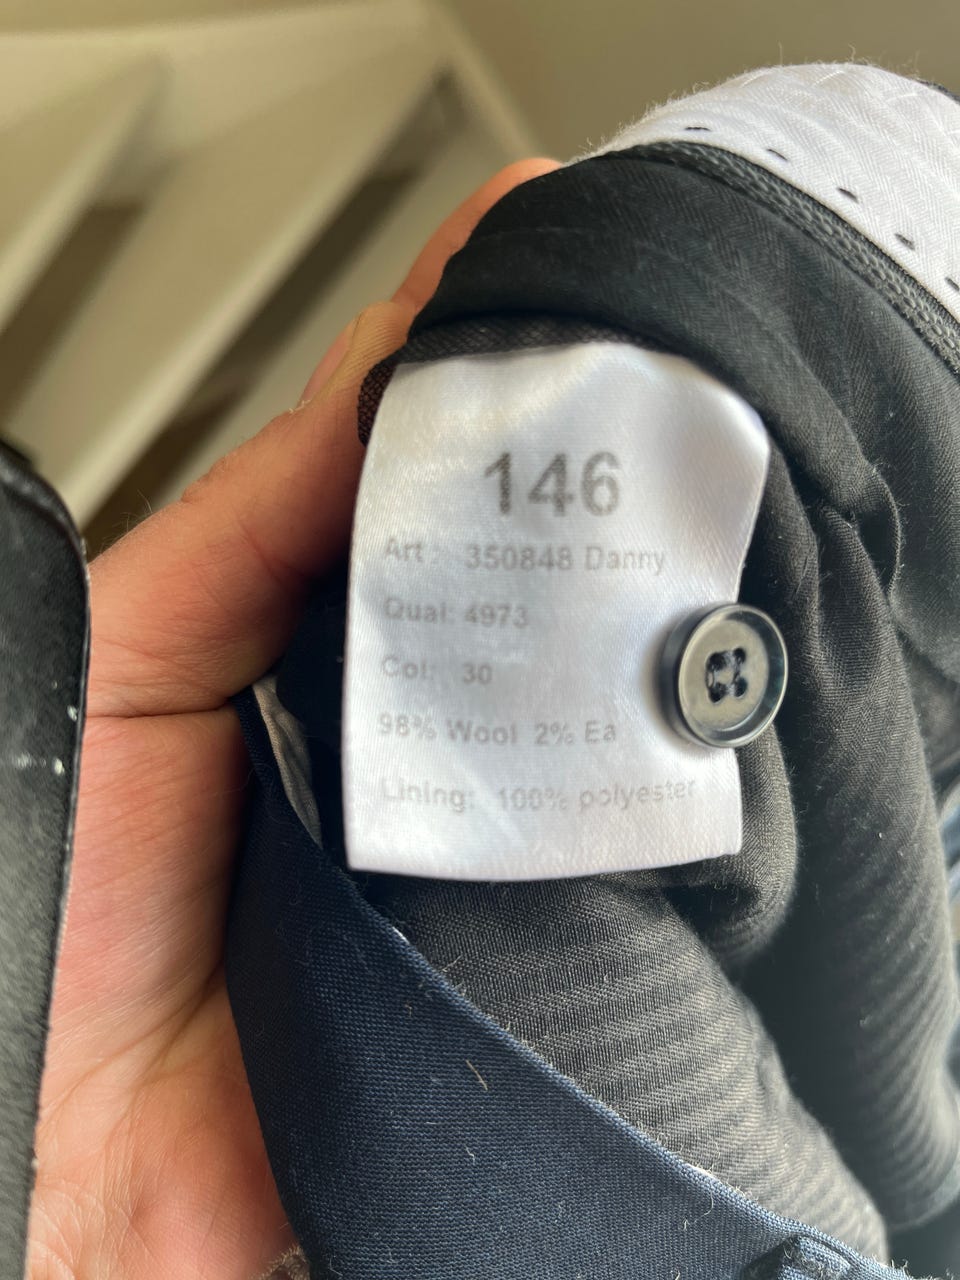 146
Art : 350848 Danny
Qual: 4973
Col: 30
98% Wool 2% Ea
Lining: 100% polyester